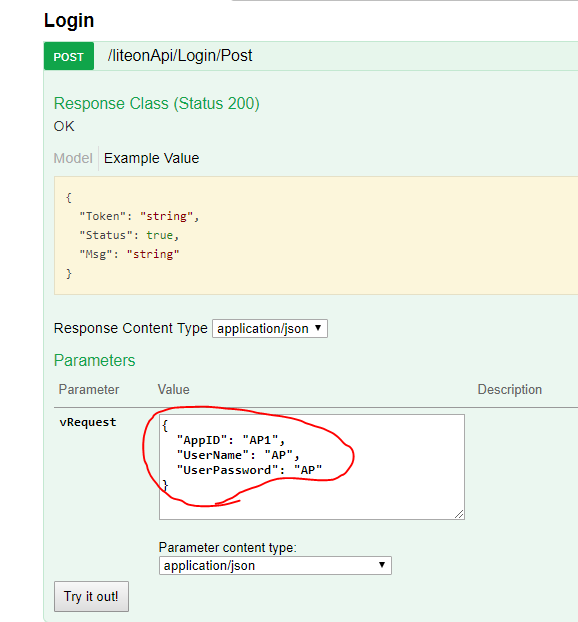 Login
POST /liteonApi/Login/Post
Response Class (Status 200)
OK
Model Example Value
{
"Token": "string",
"Status": true,
"Msg": "string"
}
Response Content Type application/json
Parameters
Parameter Value Description
vRequest
{
"AppID": "AP1",
"UserName": "AP",
"UserPassword": "AP"
}
Parameter content type:
application/json
Try it out!